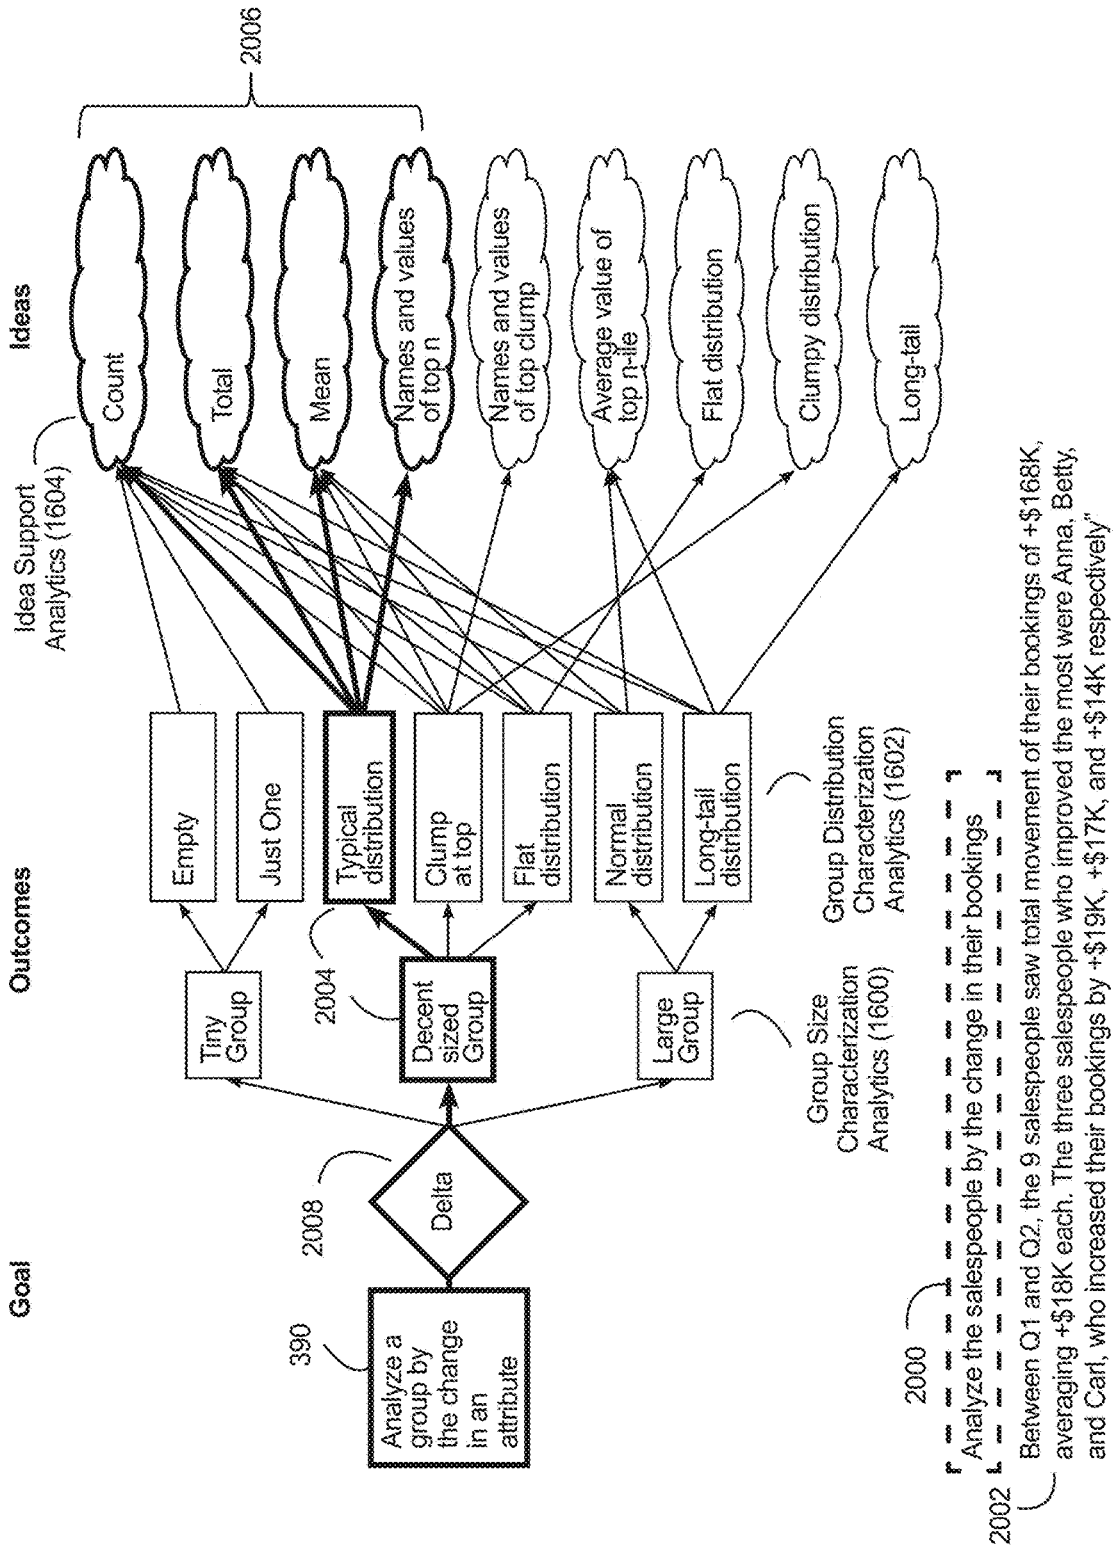 Goal
Outcomes
Ideas
390
Analyze a
group by
the change
in an
attribute
2008
Delta
Tiny
Group
2004
Decent
sized
Group
Large
Group
Group Size
Characterization
Analytics (1600)
Empty
Just One
Typical
distribution
Clump
at top
Flat
distribution
Normal
distribution
Long-tail
distribution
Group Distribution
Characterization
Analytics (1602)
Idea Support
Analytics (1604)
Count
Total
Mean
Names and values
of top n
Names and values
of top clump
Average value of
top n-ile
Flat distribution
Clumpy distribution
Long-tail
2006
2000
Analyze the salespeople by the change in their bookings
2002
Between Q1 and Q2, the 9 salespeople saw total movement of their bookings of +$168K,
averaging +$18K each. The three salespeople who improved the most were Anna, Betty,
and Carl, who increased their bookings by +$19K, +$17K, and +$14K respectively"